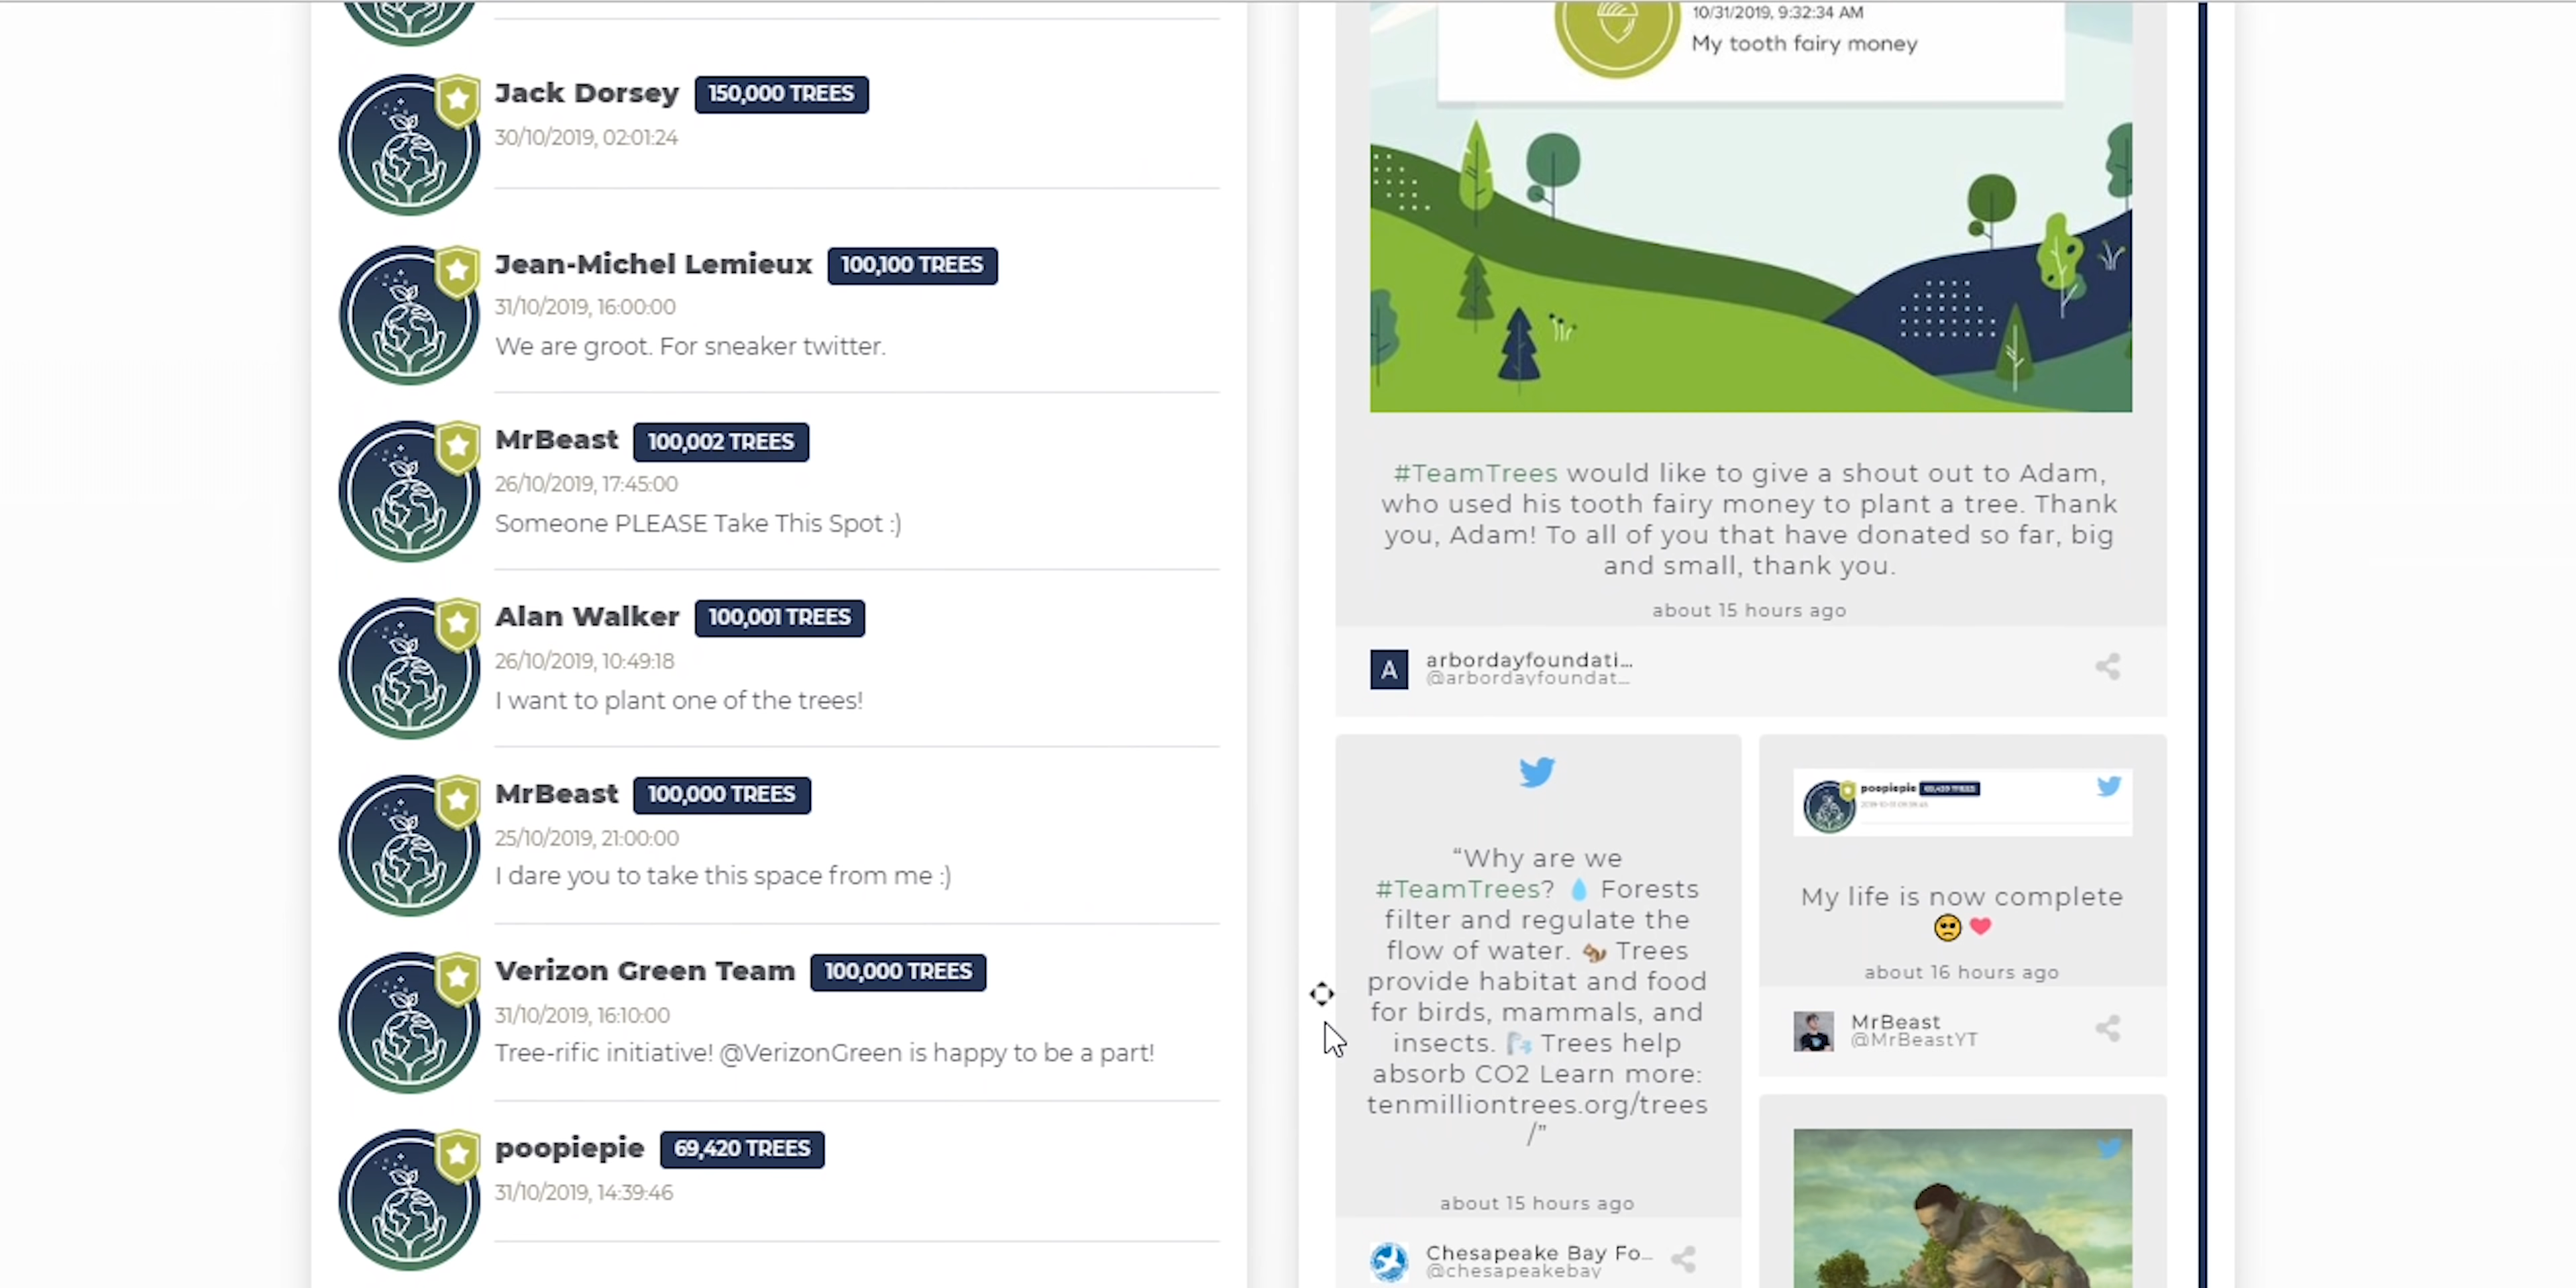 Jack Dorsey 150,000 TREES
30/10/2019, 02:01:24
Jean-Michel Lemieux 100,100 TREES
31/10/2019, 16:00:00
We are groot. For sneaker twitter.
MrBeast 100,002 TREES
26/10/2019, 17:45:00
Someone PLEASE Take This Spot :)
Alan Walker 100,001 TREES
26/10/2019, 10:49:18
I want to plant one of the trees!
MrBeast 100,000 TREES
25/10/2019, 21:00:00
I dare you to take this space from me :)
Verizon Green Team 100,000 TREES
31/10/2019, 16:10:00
Tree-rific initiative! @VerizonGreen is happy to be a part!
poopiepie 69,420 TREES
31/10/2019, 14:39:46
10/31/2019, 9:32:34 AM
My tooth fairy money
#TeamTrees would like to give a shout out to Adam,
who used his tooth fairy money to plant a tree. Thank
you, Adam! To all of you that have donated so far, big
and small, thank you.
about 15 hours ago
A
arbordayfoundati...
@arbordayfoundat...
“Why are we
#TeamTrees? 💧 Forests
filter and regulate the
flow of water. 🐿️ Trees
provide habitat and food
for birds, mammals, and
insects. 🌬️ Trees help
absorb CO2 Learn more:
tenmilliontrees.org/trees
/”
about 15 hours ago
Chesapeake Bay Fo...
@chesapeakebay
poopiepie 69,420 TREES
My life is now complete
🥺 ❤️
about 16 hours ago
MrBeast
@MrBeastYT